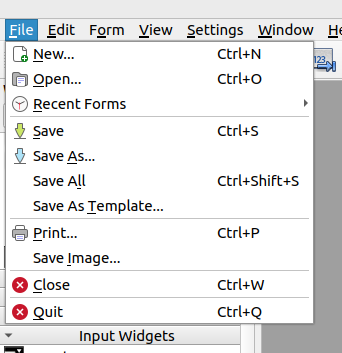 File Edit Form View Settings Window H
New... Ctrl+N
123
Open... Ctrl+O
Recent Forms
Save Ctrl+S
Save As...
Save All Ctrl+Shift+S
Save As Template...
Print... Ctrl+P
Save Image...
Close Ctrl+W
Quit Ctrl+Q
Input Widgets